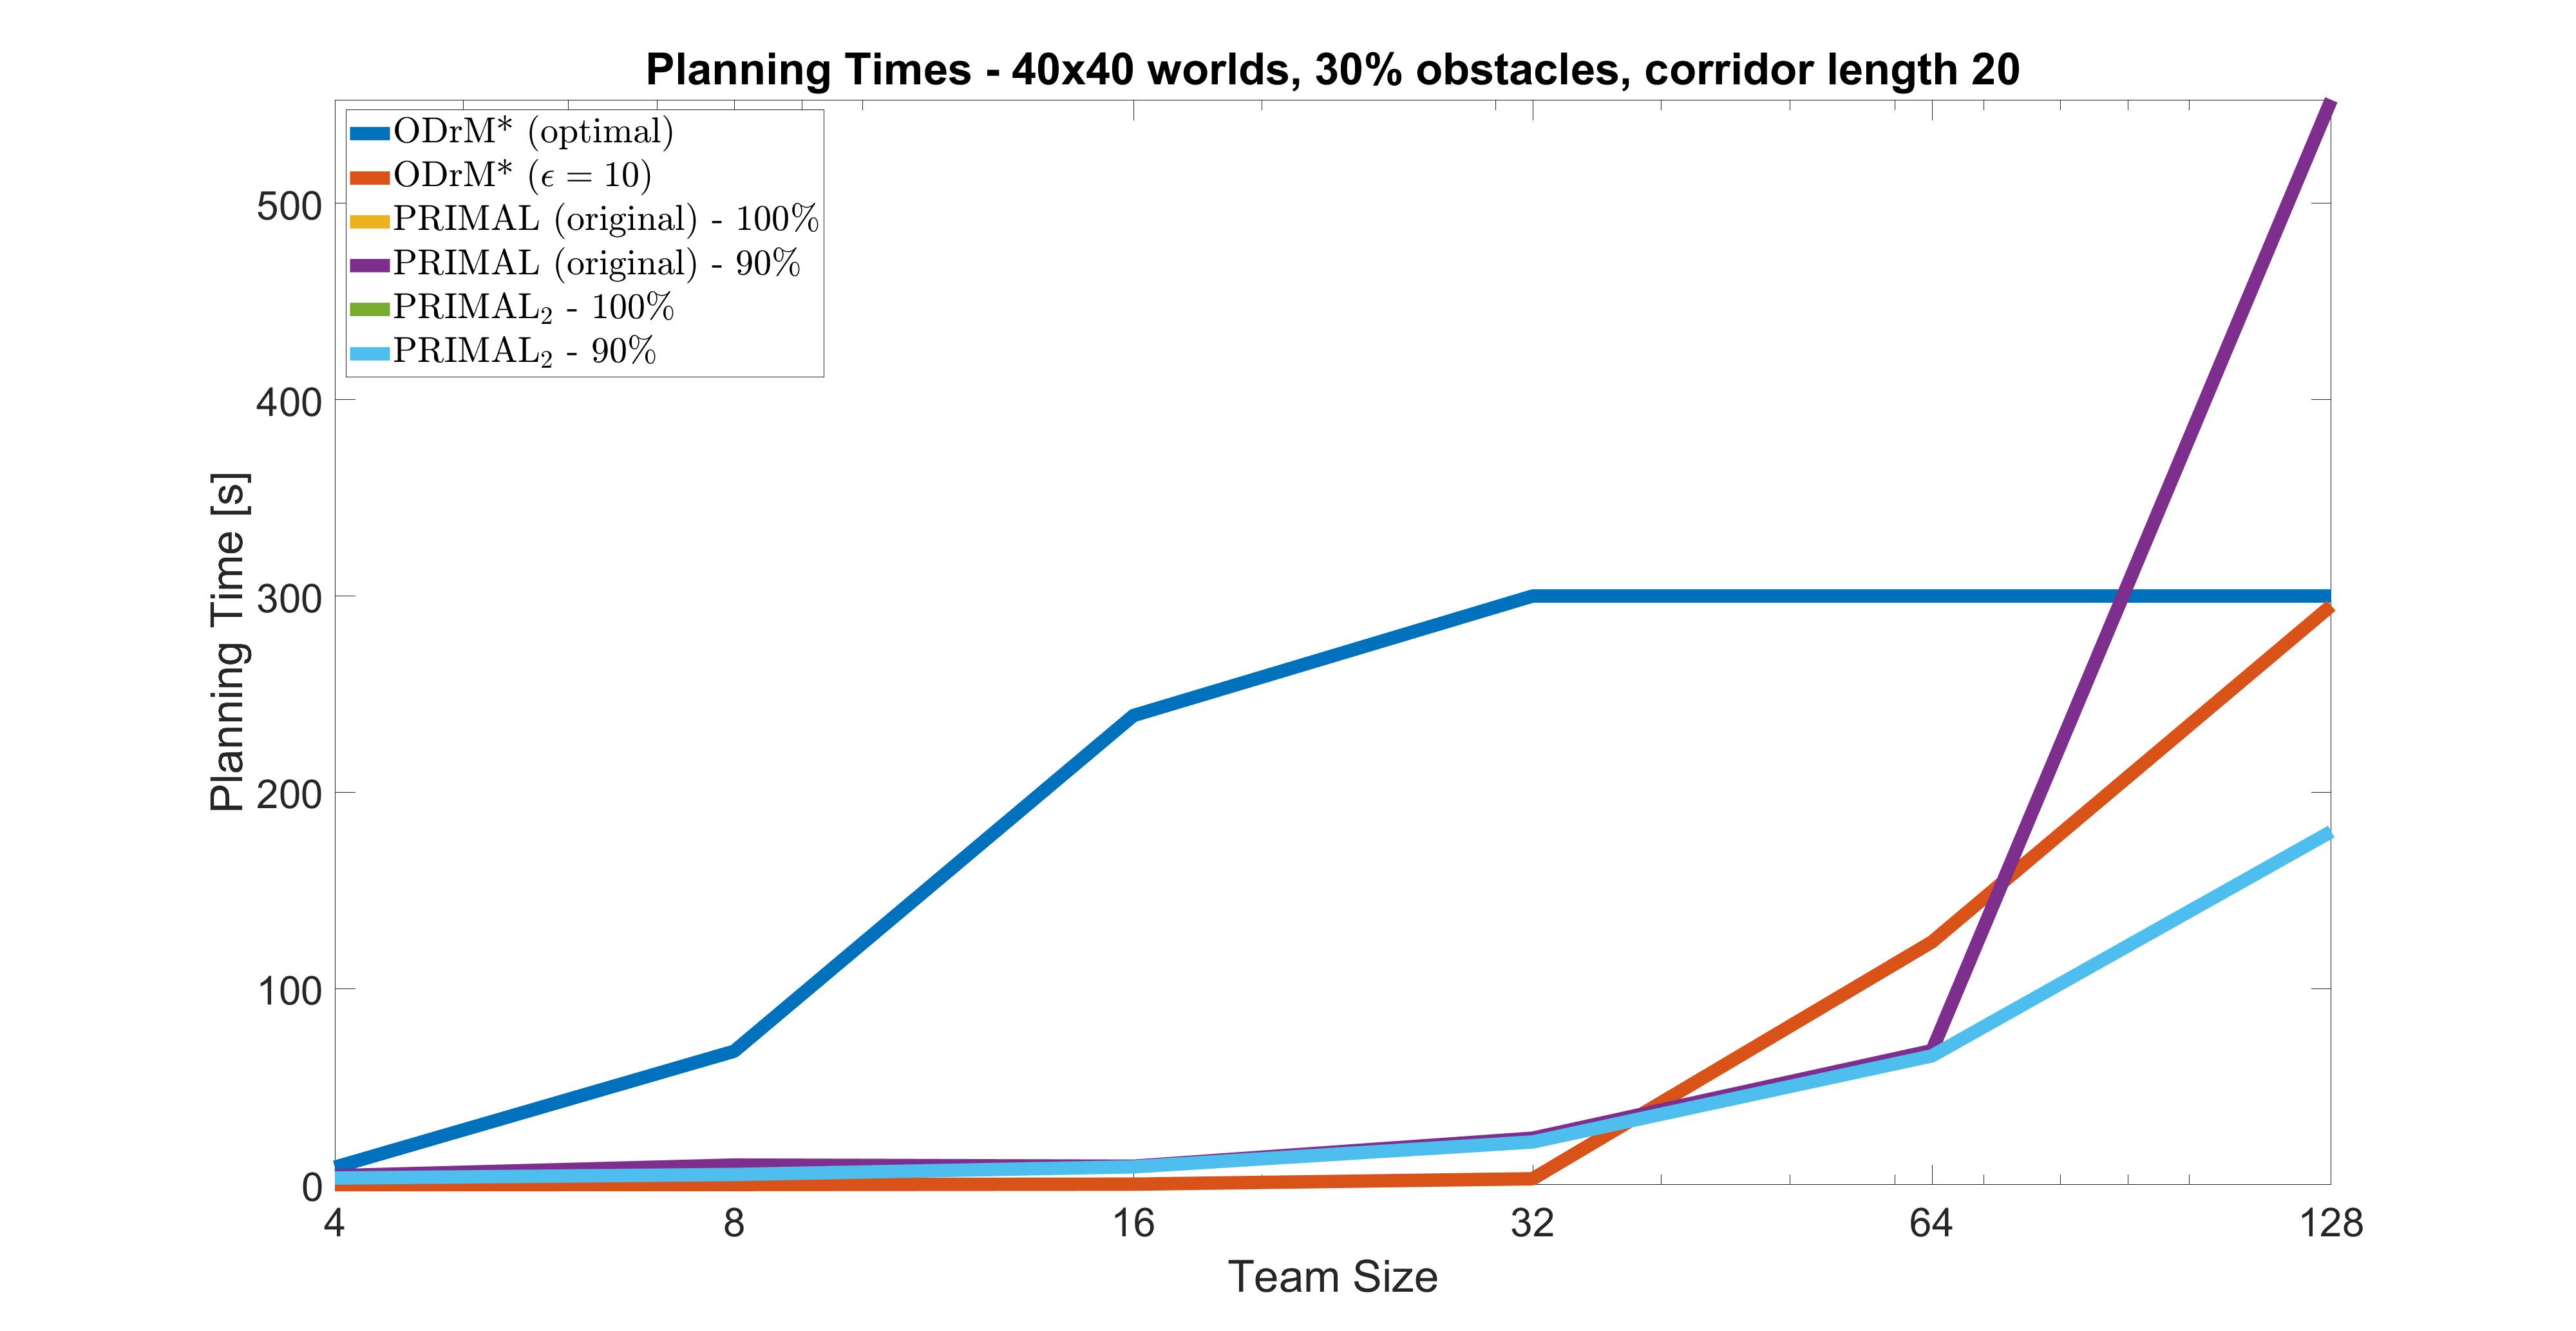 Planning Times - 40x40 worlds, 30% obstacles, corridor length 20
ODrM* (optimal)
ODrM* (ϵ = 10)
PRIMAL (original) - 100%
PRIMAL (original) - 90%
PRIMAL₂ - 100%
PRIMAL₂ - 90%
500
400
300
200
100
0
Planning Time [s]
4 8 16 32 64 128
Team Size